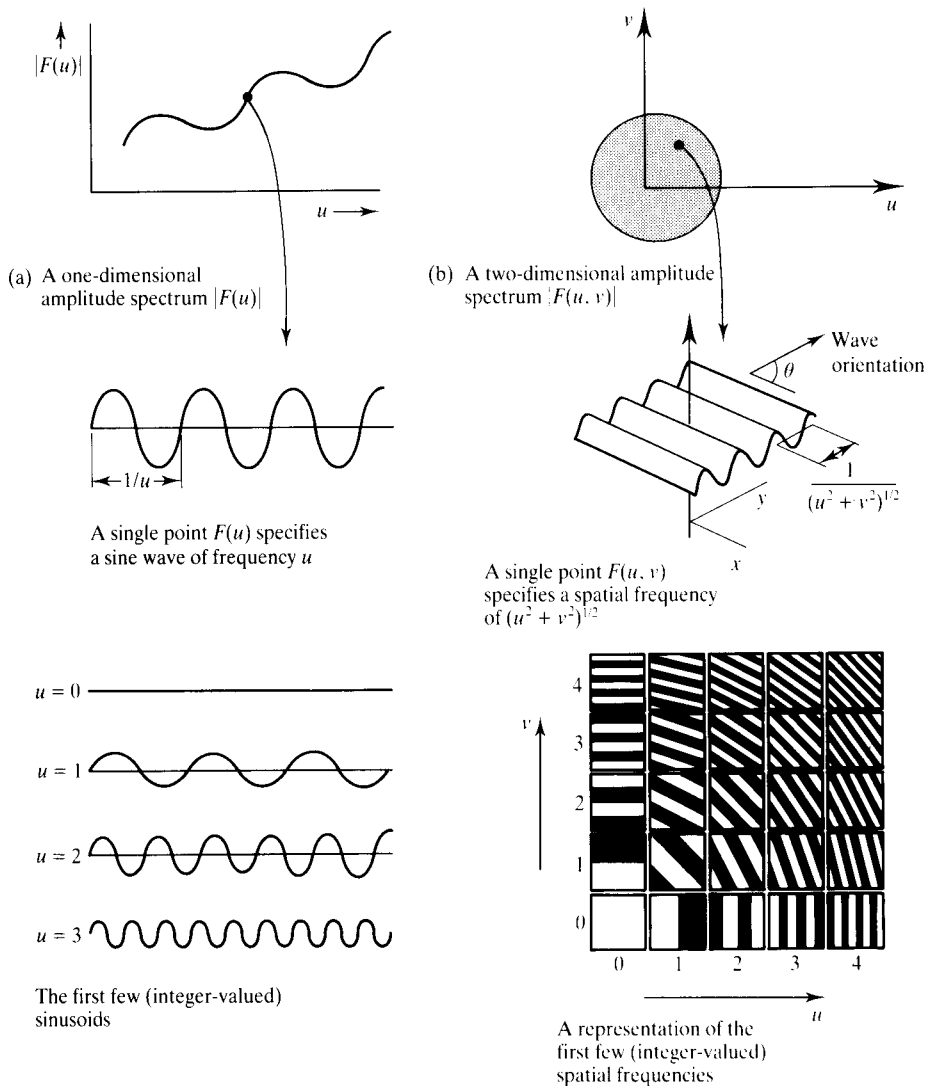 |F(u)|
u
(a) A one-dimensional
amplitude spectrum |F(u)|
1/u
A single point F(u) specifies
a sine wave of frequency u
u = 0
u = 1
u = 2
u = 3
The first few (integer-valued)
sinusoids
v
u
(b) A two-dimensional amplitude
spectrum |F(u, v)|
Wave
orientation
θ
1
(u² + v²)^{1/2}
y
x
A single point F(u, v)
specifies a spatial frequency
of (u² + v²)^{1/2}
v
4
3
2
1
0
0 1 2 3 4
u
A representation of the
first few (integer-valued)
spatial frequencies